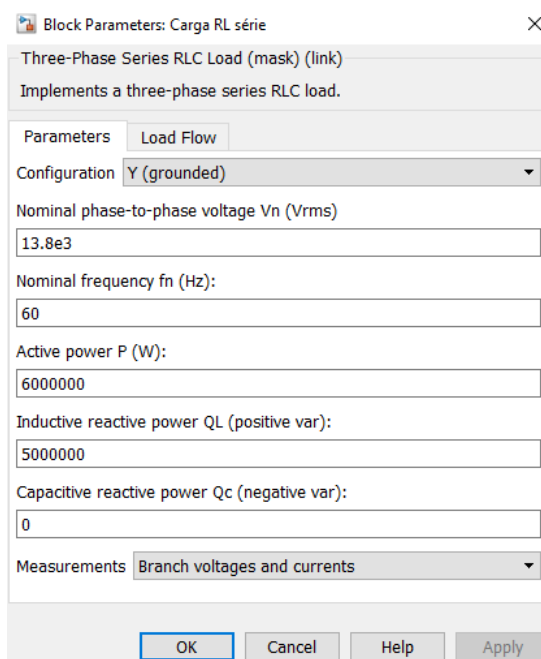 Block Parameters: Carga RL série
Three-Phase Series RLC Load (mask) (link)
Implements a three-phase series RLC load.
Parameters Load Flow
Configuration Y (grounded)
Nominal phase-to-phase voltage Vn (Vrms)
13.8e3
Nominal frequency fn (Hz):
60
Active power P (W):
6000000
Inductive reactive power QL (positive var):
5000000
Capacitive reactive power Qc (negative var):
0
Measurements Branch voltages and currents
OK Cancel Help Apply